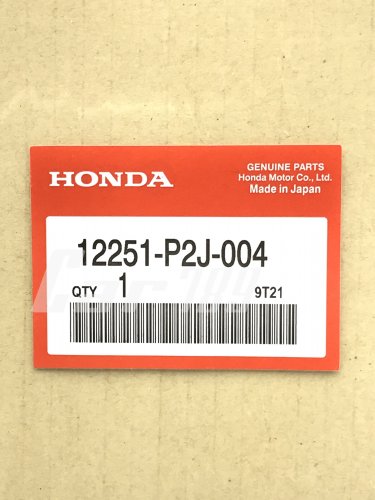 HONDA
GENUINE PARTS
Honda Motor Co., Ltd.
Made in Japan
12251-P2J-004
QTY 1 9T21